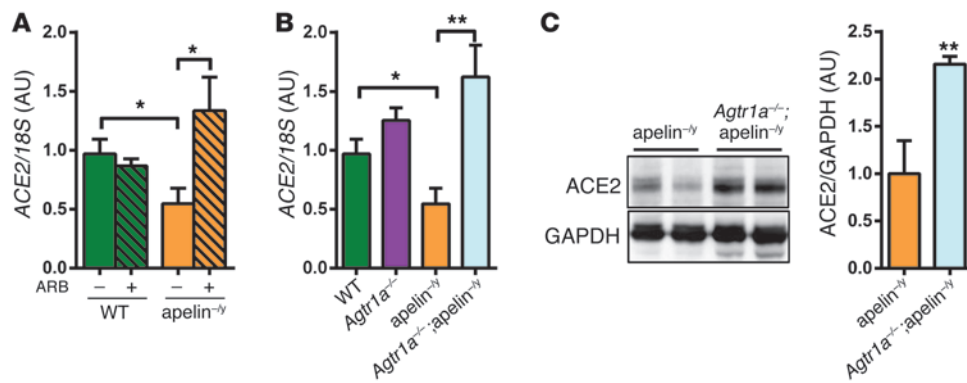 A
ACE2/18S (AU)
2.0
1.5
1.0
0.5
0.0
*
*
ARB
− + − +
WT apelin⁻/ʸ
B
ACE2/18S (AU)
2.0
1.5
1.0
0.5
0.0
*
**
WT
Agtr1a⁻/⁻
apelin⁻/ʸ
Agtr1a⁻/⁻;apelin⁻/ʸ
C
apelin⁻/ʸ
Agtr1a⁻/⁻;
apelin⁻/ʸ
ACE2
GAPDH
ACE2/GAPDH (AU)
2.5
2.0
1.5
1.0
0.5
0.0
**
apelin⁻/ʸ
Agtr1a⁻/⁻;apelin⁻/ʸ